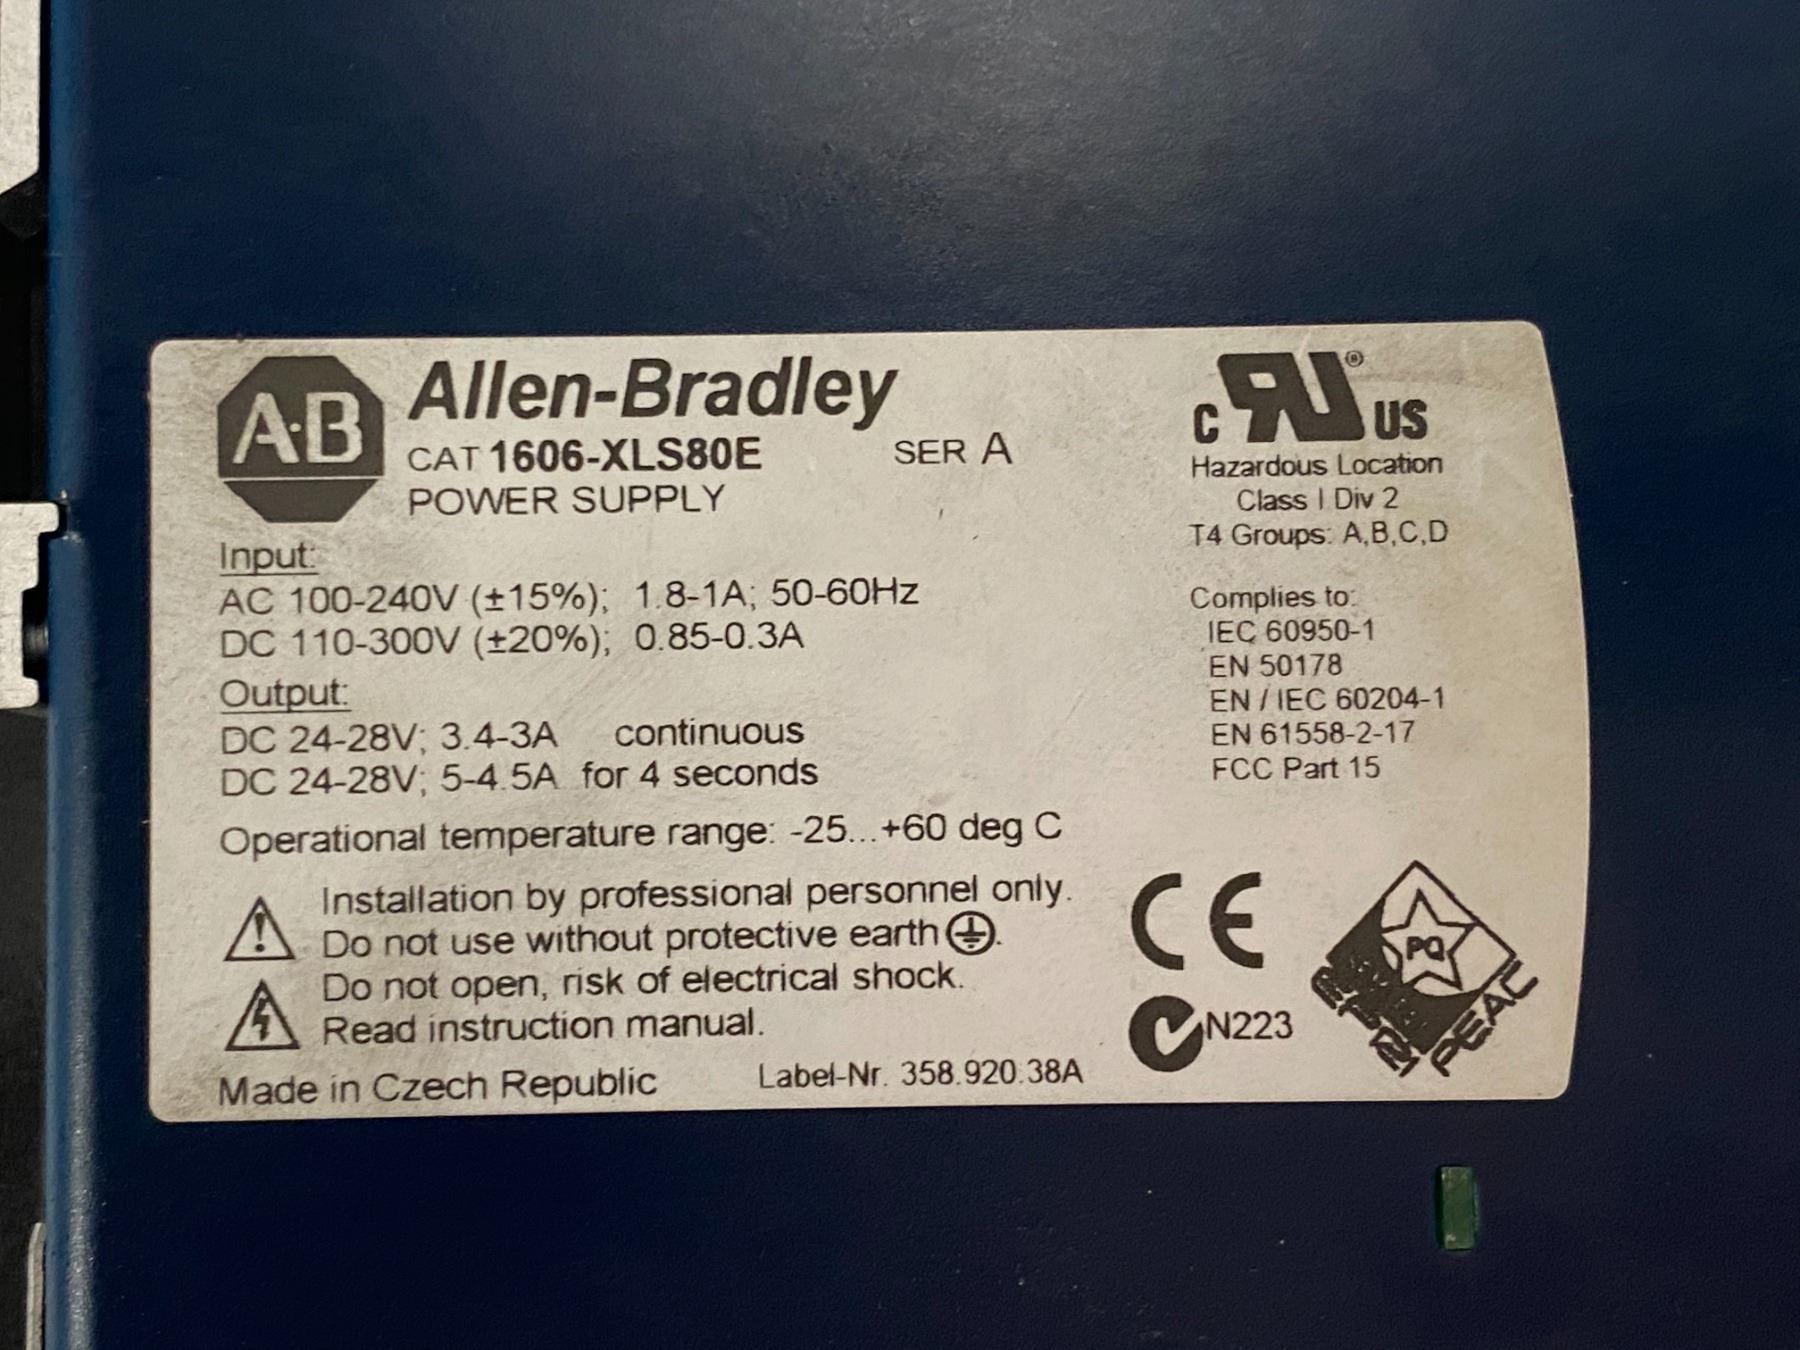 A·B Allen-Bradley
CAT 1606-XLS80E SER A
POWER SUPPLY
Input:
AC 100-240V (±15%); 1.8-1A; 50-60Hz
DC 110-300V (±20%); 0.85-0.3A
Output:
DC 24-28V; 3.4-3A continuous
DC 24-28V; 5-4.5A for 4 seconds
Operational temperature range: -25...+60 deg C
Installation by professional personnel only.
Do not use without protective earth.
Do not open, risk of electrical shock.
Read instruction manual.
Made in Czech Republic Label-Nr. 358.920.38A
C RU ® US
Hazardous Location
Class I Div 2
T4 Groups: A,B,C,D
Complies to:
IEC 60950-1
EN 50178
EN / IEC 60204-1
EN 61558-2-17
FCC Part 15
CE
N223
PQ
PEAL